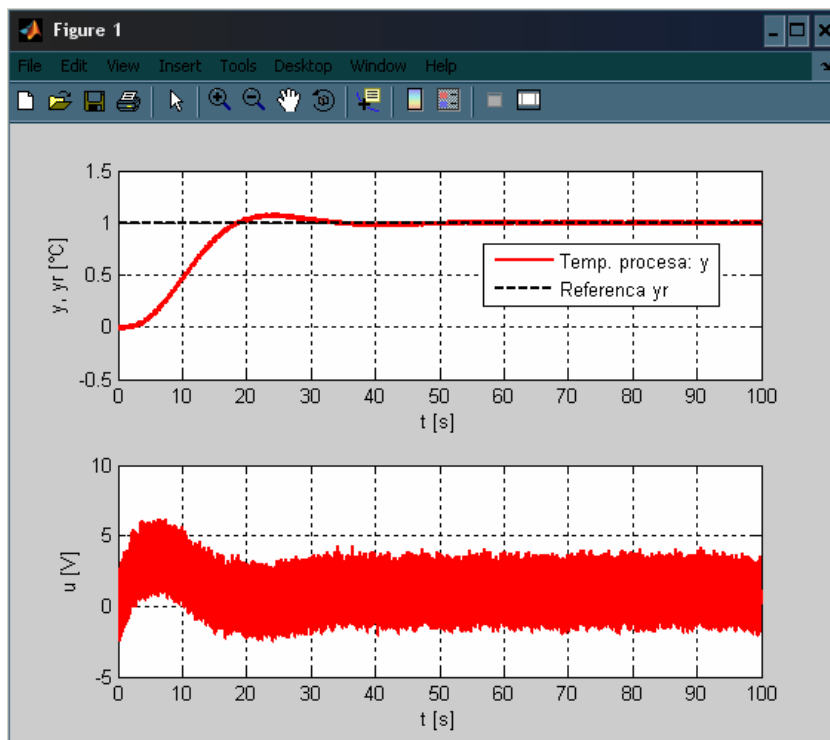 Figure 1
File Edit View Insert Tools Desktop Window Help
1.5
1
0.5
0
-0.5
y, yr [°C]
Temp. procesa: y
Referenca yr
0 10 20 30 40 50 60 70 80 90 100
t [s]
10
5
0
-5
u [V]
0 10 20 30 40 50 60 70 80 90 100
t [s]